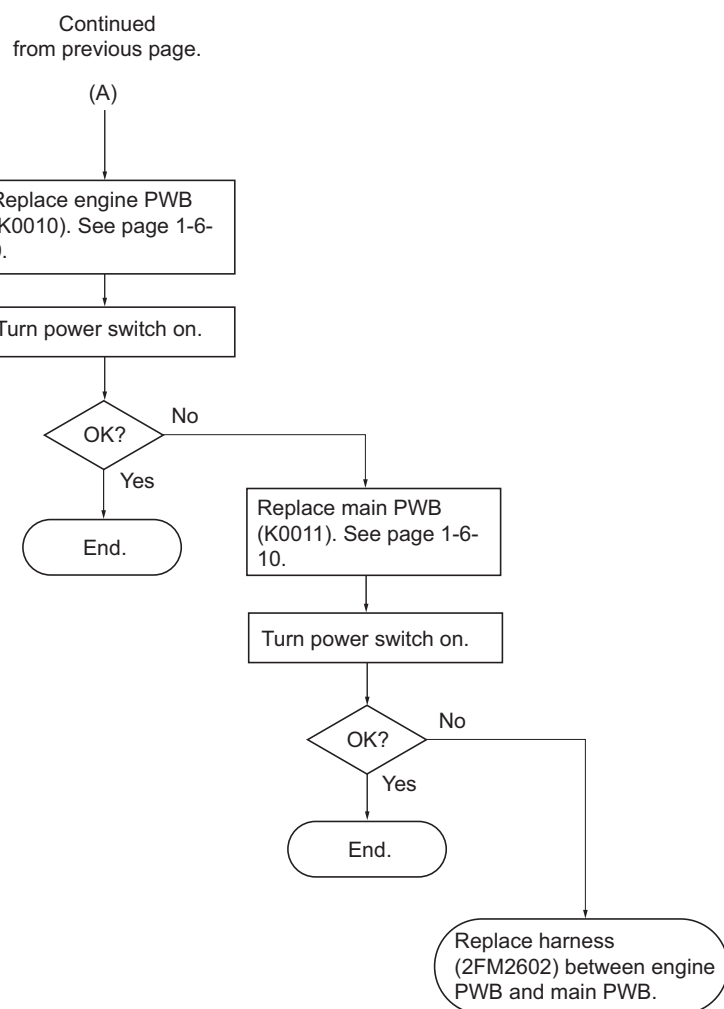 Continued
from previous page.
(A)
Replace engine PWB
(K0010). See page 1-6-
Turn power switch on.
OK?
No
Yes
End.
Replace main PWB
(K0011). See page 1-6-
10.
Turn power switch on.
OK?
No
Yes
End.
Replace harness
(2FM2602) between engine
PWB and main PWB.